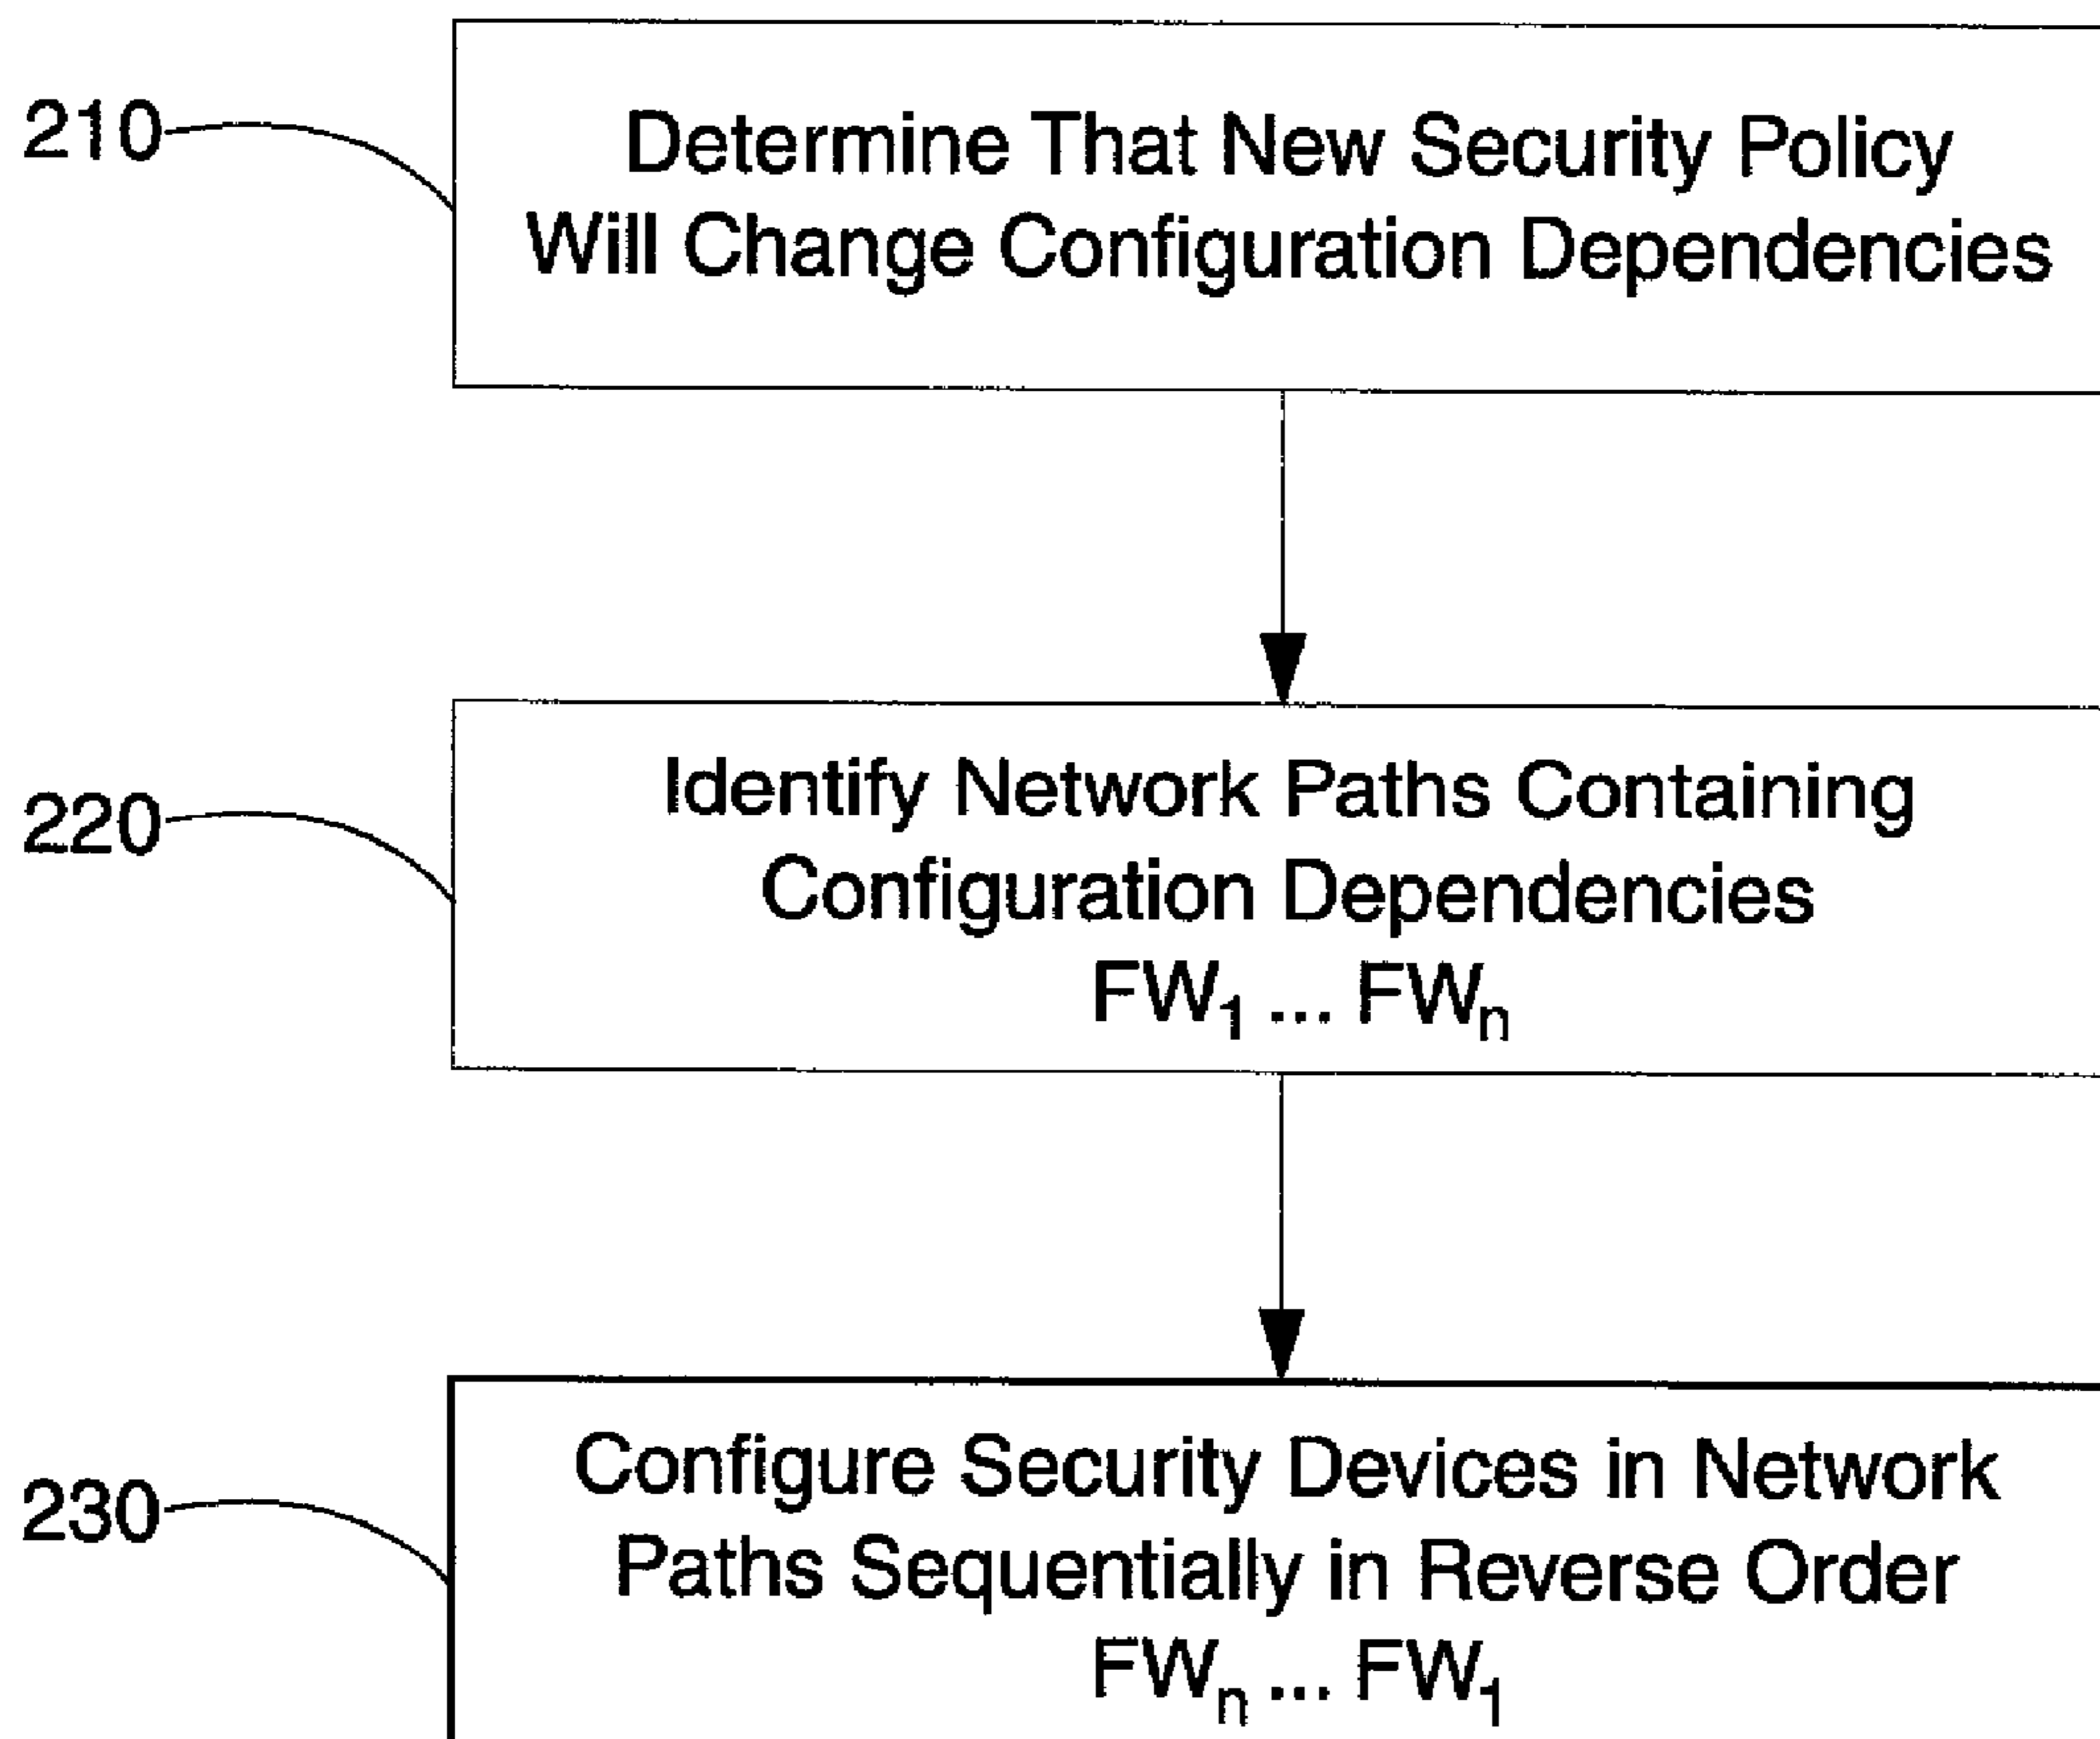 210
Determine That New Security Policy
Will Change Configuration Dependencies
220
Identify Network Paths Containing
Configuration Dependencies
FW₁ ... FWₙ
230
Configure Security Devices in Network
Paths Sequentially in Reverse Order
FWₙ ... FW₁